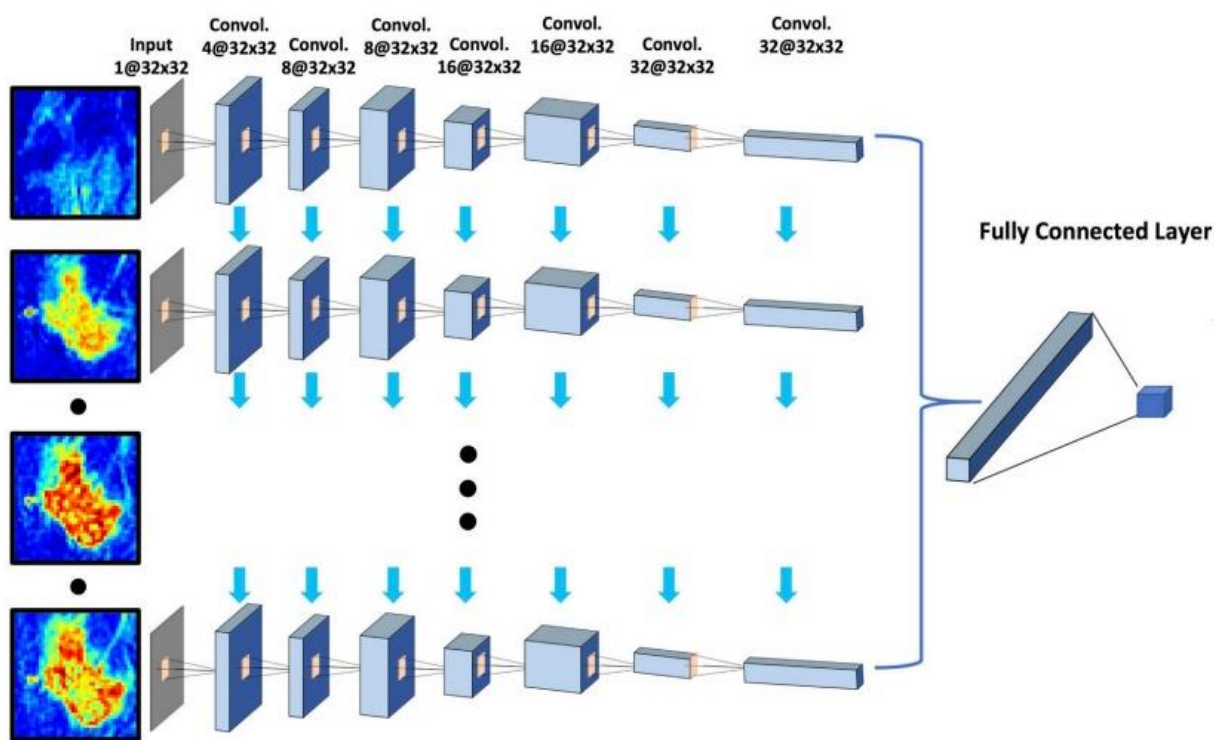 Input
1@32x32
Convol.
4@32x32
Convol.
8@32x32
Convol.
8@32x32
Convol.
16@32x32
Convol.
16@32x32
Convol.
32@32x32
Convol.
32@32x32
Fully Connected Layer